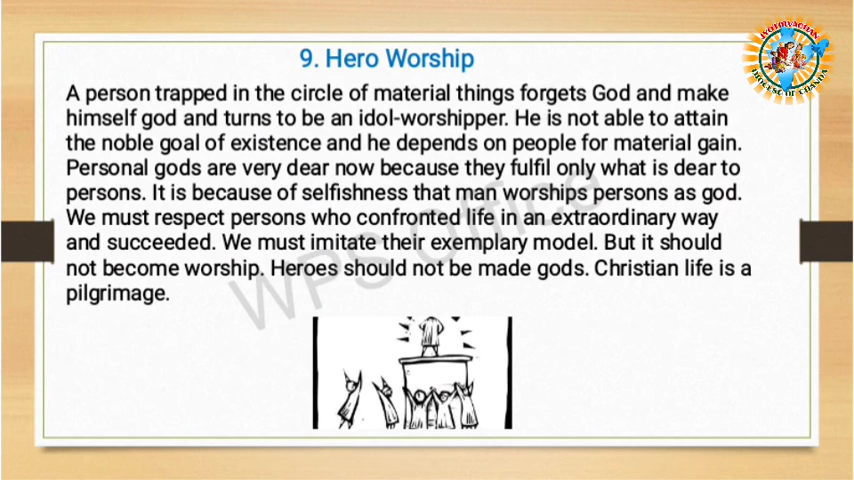 9. Hero Worship
A person trapped in the circle of material things forgets God and make
himself god and turns to be an idol-worshipper. He is not able to attain
the noble goal of existence and he depends on people for material gain.
Personal gods are very dear now because they fulfil only what is dear to
persons. It is because of selfishness that man worships persons as god.
We must respect persons who confronted life in an extraordinary way
and succeeded. We must imitate their exemplary model. But it should
not become worship. Heroes should not be made gods. Christian life is a
pilgrimage.
WPS Office
JYOTIRVACHAN
DIOCESE OF CHANDA